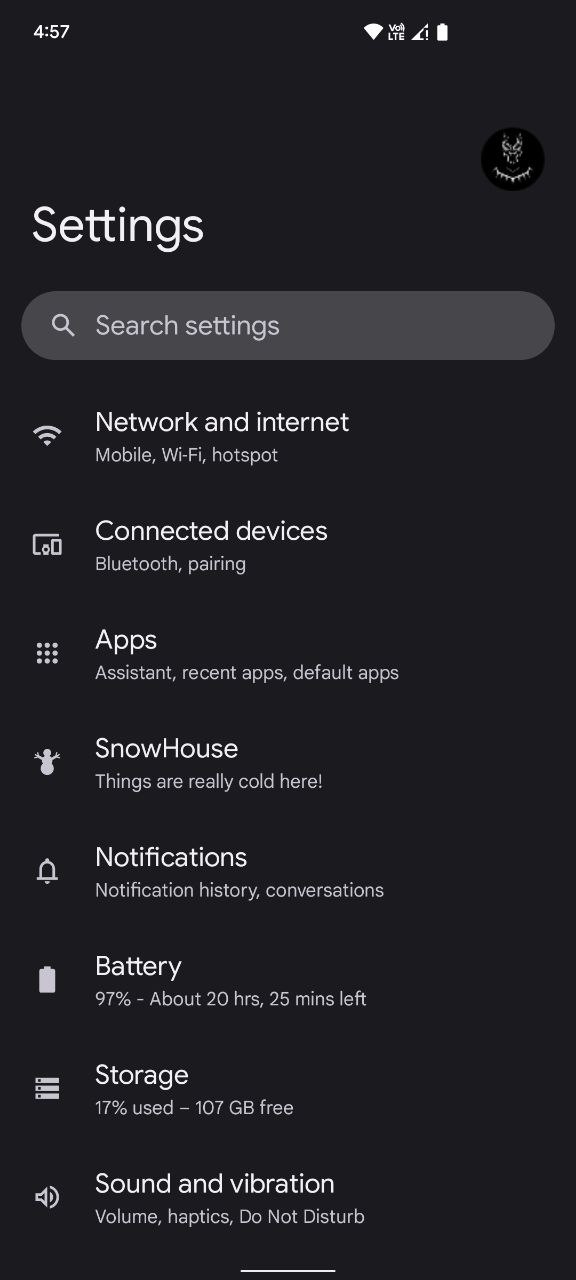 4:57
Vo))
LTE
Settings
Search settings
Network and internet
Mobile, Wi-Fi, hotspot
Connected devices
Bluetooth, pairing
Apps
Assistant, recent apps, default apps
SnowHouse
Things are really cold here!
Notifications
Notification history, conversations
Battery
97% - About 20 hrs, 25 mins left
Storage
17% used – 107 GB free
Sound and vibration
Volume, haptics, Do Not Disturb